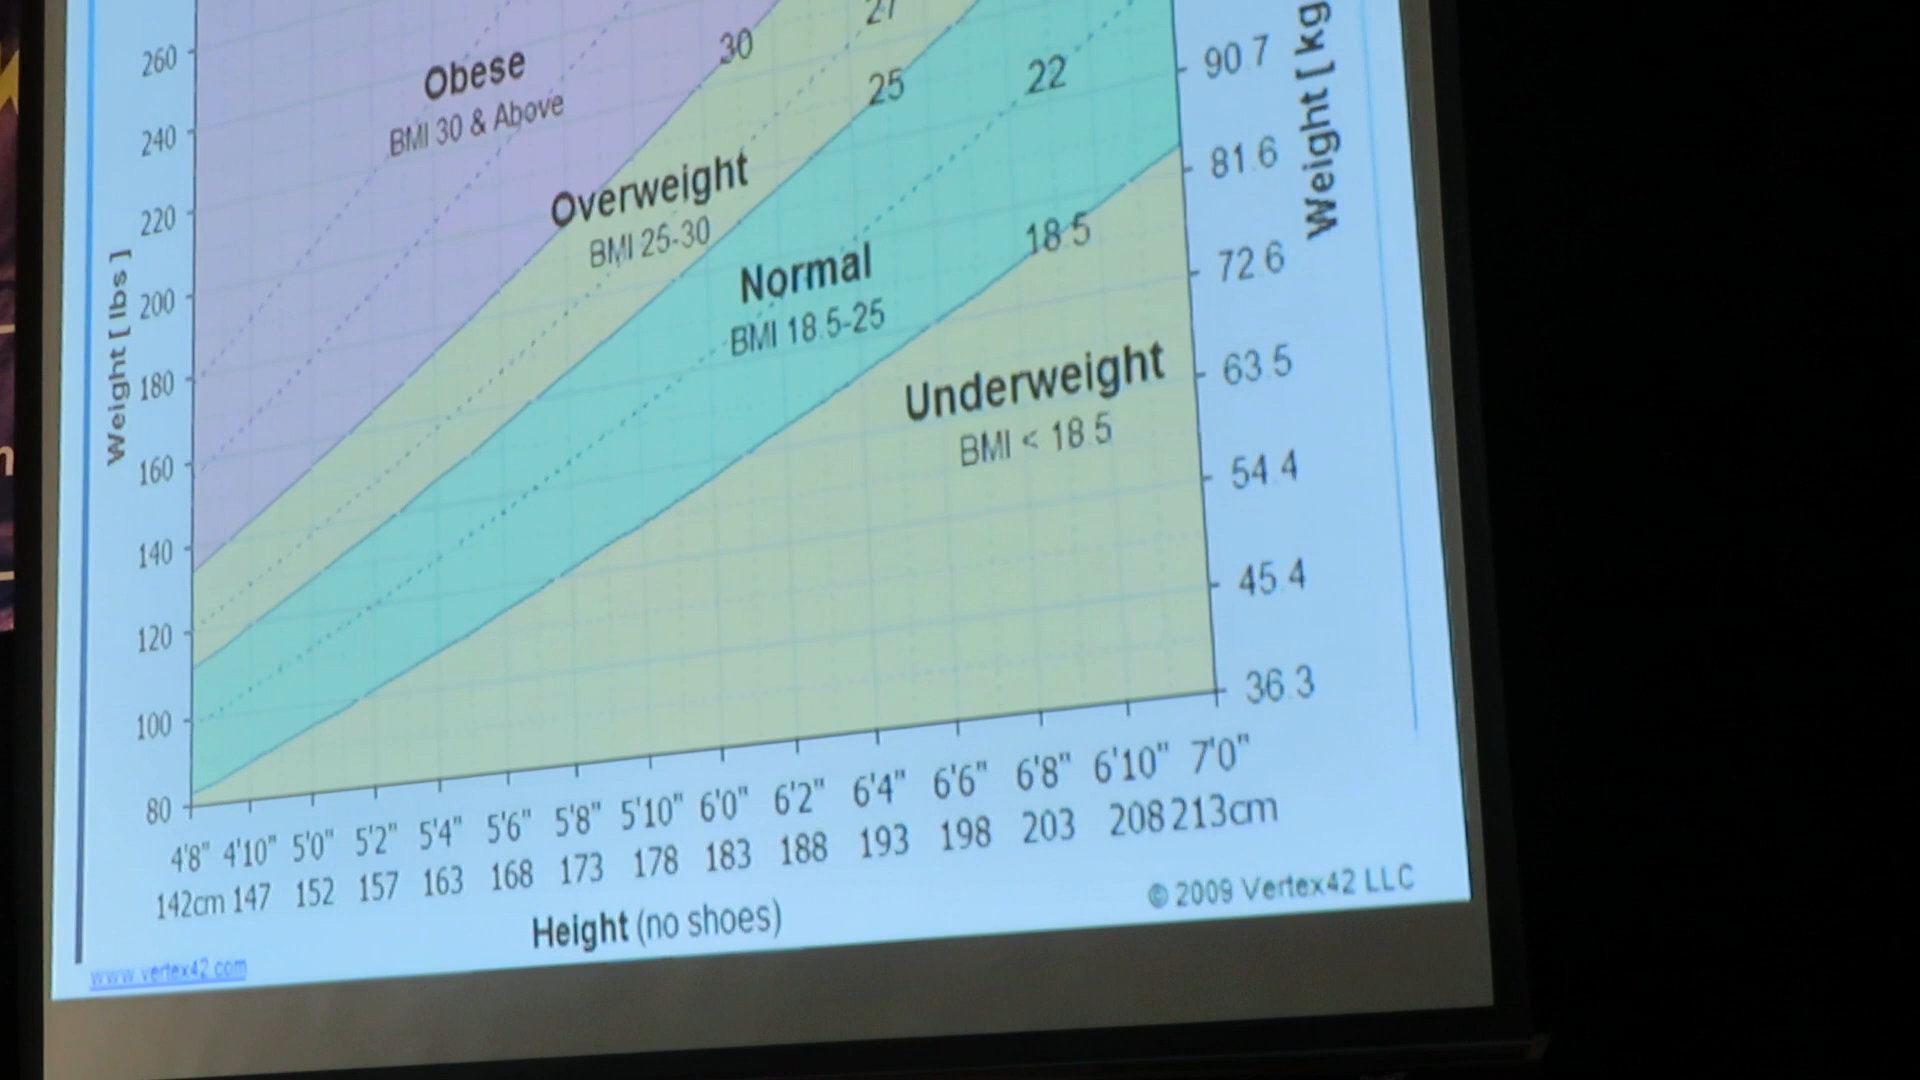 260
240
220
200
180
160
140
120
100
80
Weight [ lbs ]
Obese
BMI 30 & Above
30
27
25
22
18.5
Overweight
BMI 25-30
Normal
BMI 18.5-25
Underweight
BMI < 18.5
90.7
81.6
72.6
63.5
54.4
45.4
36.3
Weight [ kg
4'8" 4'10" 5'0" 5'2" 5'4" 5'6" 5'8" 5'10" 6'0" 6'2" 6'4" 6'6" 6'8" 6'10" 7'0"
142cm 147 152 157 163 168 173 178 183 188 193 198 203 208 213cm
Height (no shoes)
© 2009 Vertex42 LLC
www.vertex42.com